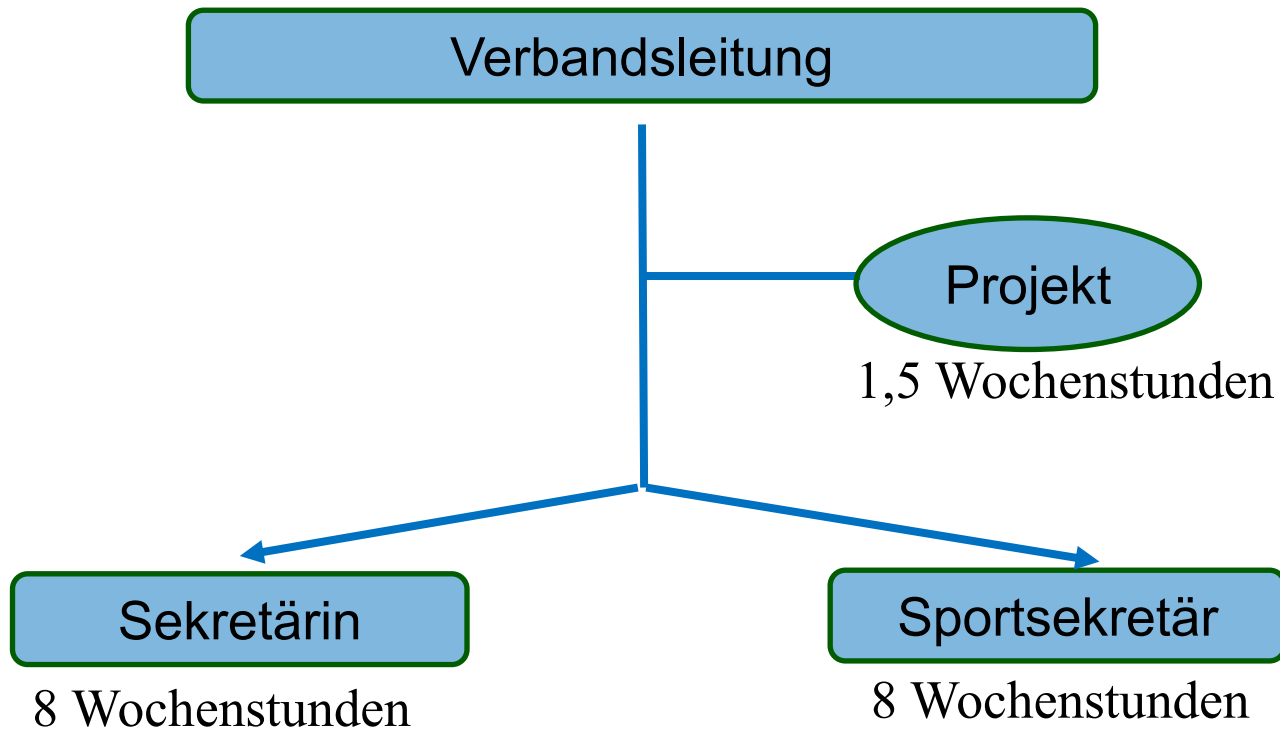 Verbandsleitung
Projekt
1,5 Wochenstunden
Sekretärin
8 Wochenstunden
Sportsekretär
8 Wochenstunden